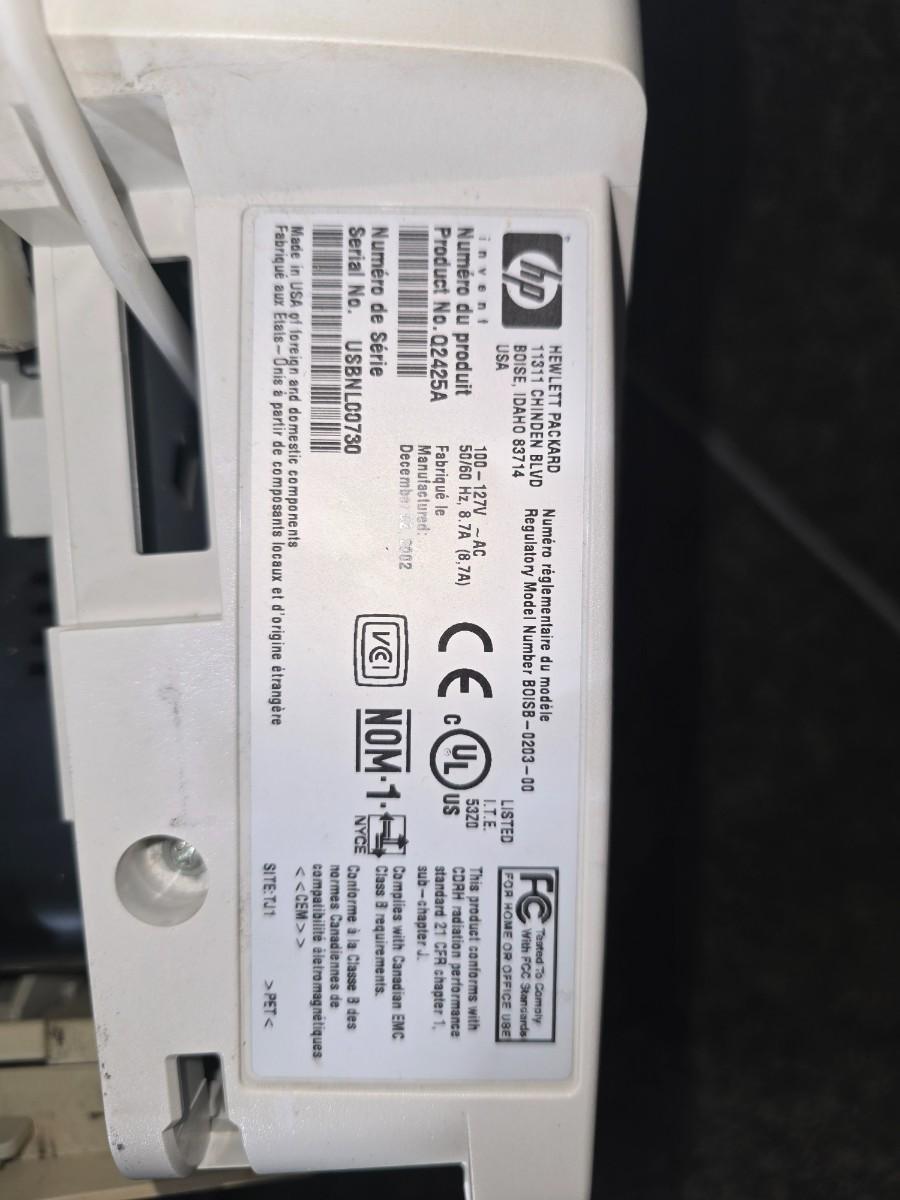 hp
i n v e n t
HEWLETT PACKARD
11311 CHINDEN BLVD
BOISE, IDAHO 83714
USA
Numéro réglementaire du modèle
Regulatory Model Number BOISB-0203-00
Numéro du produit
Product No. Q2425A
100-127V ~ AC
50/60 Hz, 8.7A (8,7A)
Fabriqué le
Manufactured:
December 2002
Numéro de Série
Serial No. USBNL00730
Made in USA of foreign and domestic components
Fabriqué aux Etats-Unis à partir de composants locaux et d'origine étrangère
CE
c UL US
LISTED
I.T.E.
53Z0
VCI
NOM·1·
NYCE
FC Tested To Comply
With FCC Standards
FOR HOME OR OFFICE USE
This product conforms with
CDRH radiation performance
standard 21 CFR chapter 1,
sub-chapter J.
Complies with Canadian EMC
Class B requirements.
Conforme à la Classe B des
normes Canadiennes de
compatibilité életromagnétiques
<<CEM>>
SITE:TJ1 >PET<